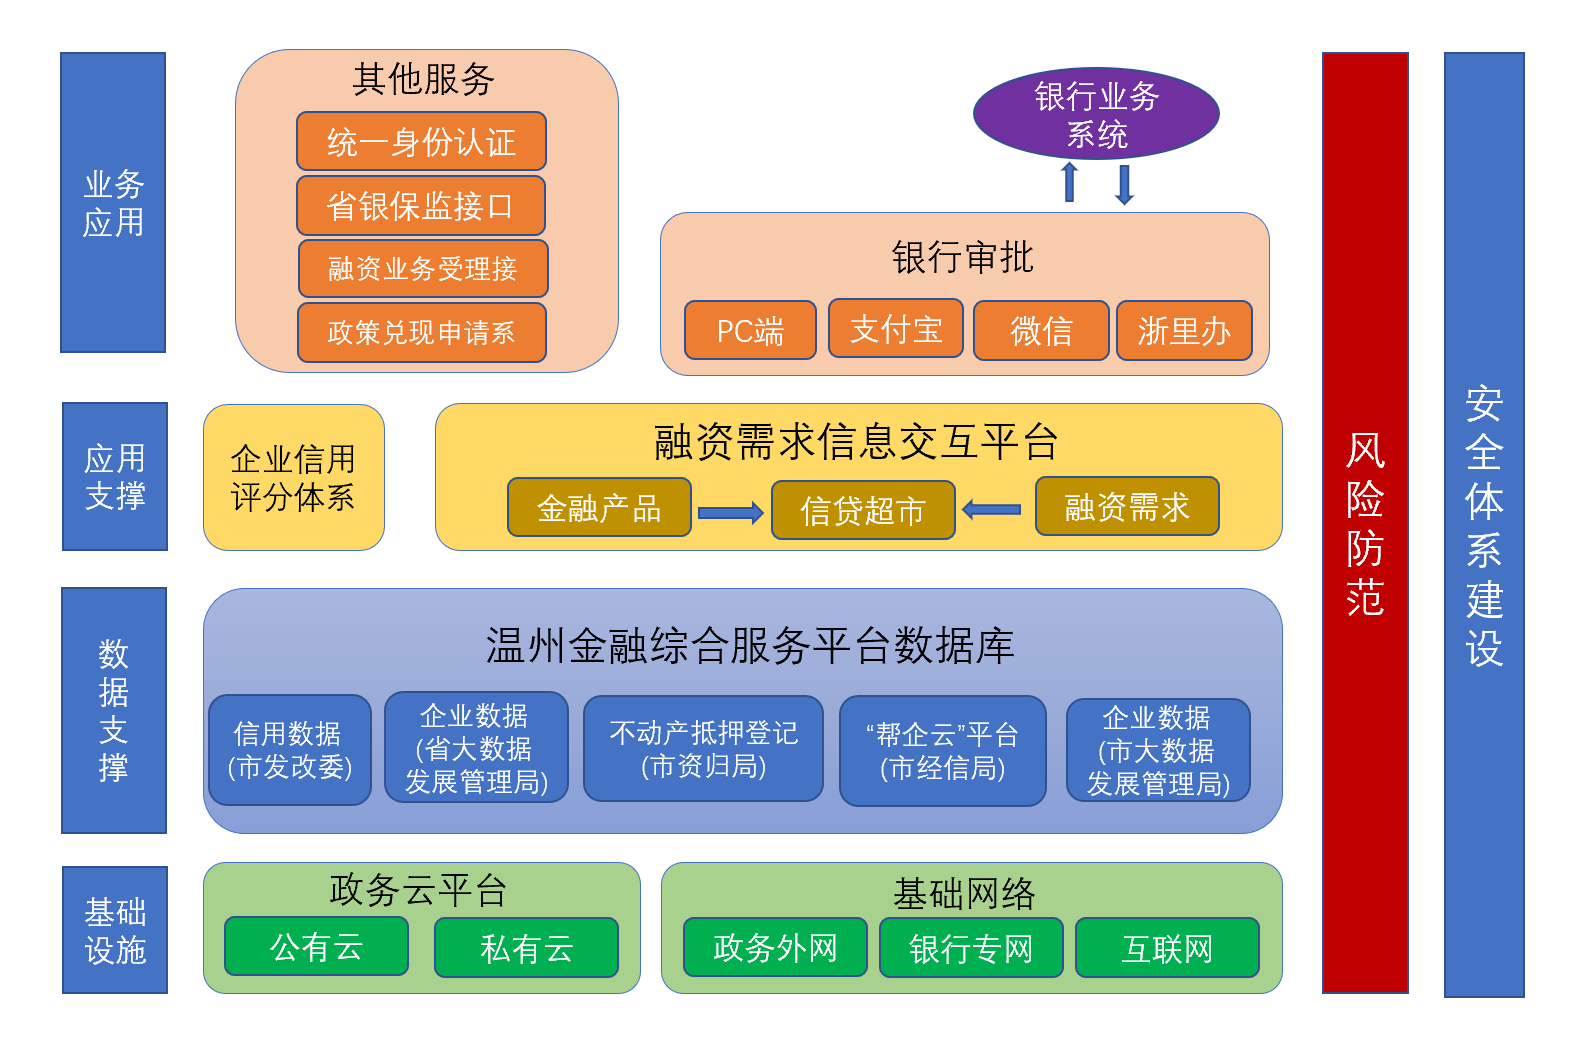 业务
应用
其他服务
统一身份认证
省银保监接口
融资业务受理接
政策兑现申请系
银行业务
系统
银行审批
PC端
支付宝
微信
浙里办
应用
支撑
企业信用
评分体系
融资需求信息交互平台
金融产品
信贷超市
融资需求
数
据
支
撑
温州金融综合服务平台数据库
信用数据
(市发改委)
企业数据
(省大数据
发展管理局)
不动产抵押登记
(市资归局)
“帮企云”平台
(市经信局)
企业数据
(市大数据
发展管理局)
基础
设施
政务云平台
公有云
私有云
基础网络
政务外网
银行专网
互联网
风
险
防
范
安
全
体
系
建
设